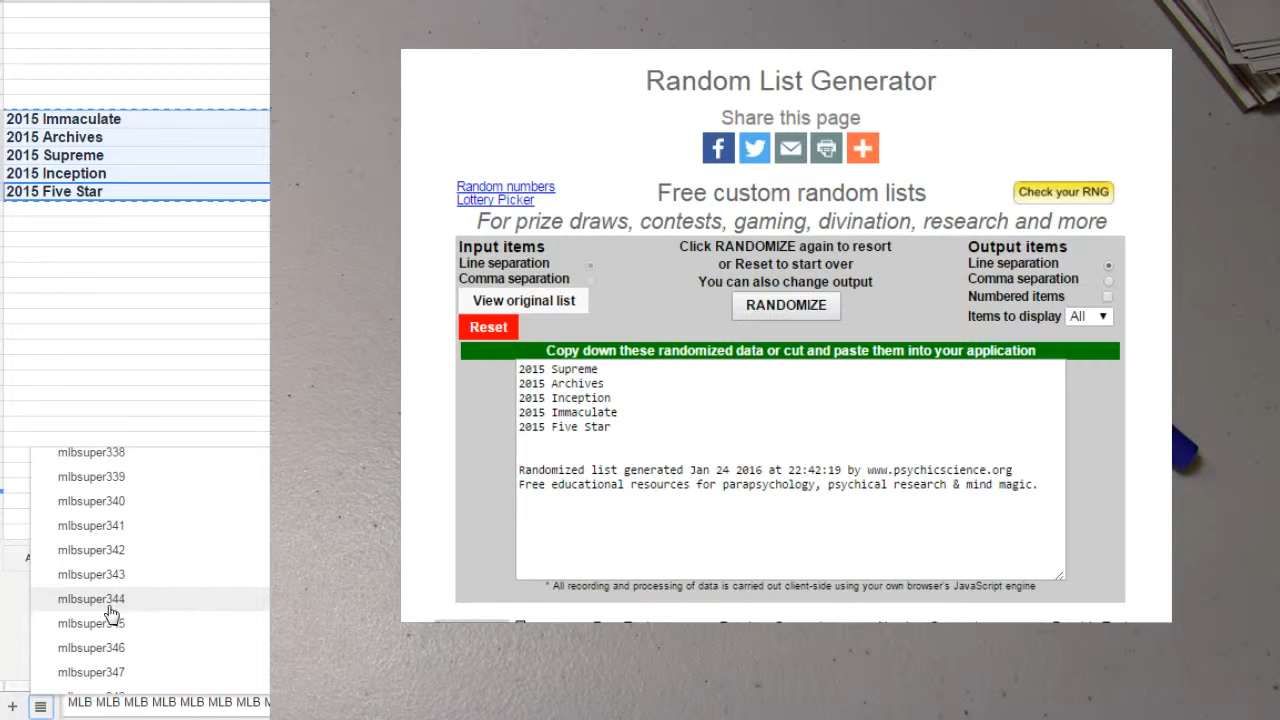 2015 Immaculate
2015 Archives
2015 Supreme
2015 Inception
2015 Five Star
mlbsuper338
mlbsuper339
mlbsuper340
mlbsuper341
mlbsuper342
mlbsuper343
mlbsuper344
mlbsuper346
mlbsuper347
MLB MLB MLB MLB MLB MLB MLB
Random List Generator
Share this page
Random numbers
Lottery Picker
Free custom random lists
Check your RNG
For prize draws, contests, gaming, divination, research and more
Input items
Line separation
Comma separation
View original list
Reset
Click RANDOMIZE again to resort
or Reset to start over
You can also change output
RANDOMIZE
Output items
Line separation
Comma separation
Numbered items
Items to display All
Copy down these randomized data or cut and paste them into your application
2015 Supreme
2015 Archives
2015 Inception
2015 Immaculate
2015 Five Star
Randomized list generated Jan 24 2016 at 22:42:19 by www.psychicscience.org
Free educational resources for parapsychology, psychical research & mind magic.
* All recording and processing of data is carried out client-side using your own browser's JavaScript engine